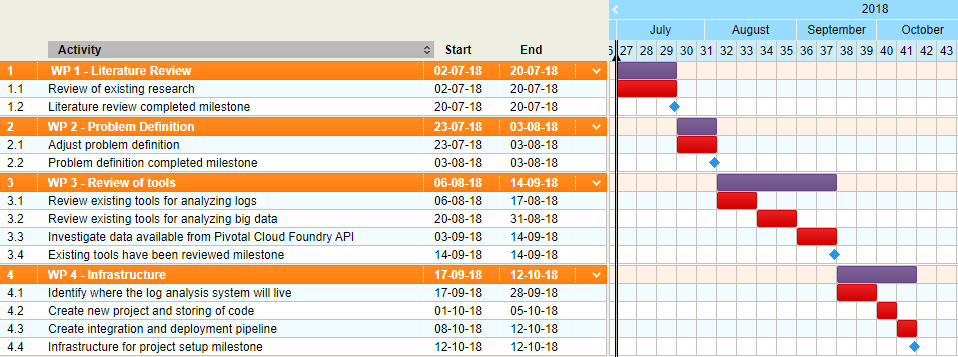 2018
July August September October
27 28 29 30 31 32 33 34 35 36 37 38 39 40 41 42 43
Activity Start End
1 WP 1 - Literature Review 02-07-18 20-07-18
1.1 Review of existing research 02-07-18 20-07-18
1.2 Literature review completed milestone 20-07-18 20-07-18
2 WP 2 - Problem Definition 23-07-18 03-08-18
2.1 Adjust problem definition 23-07-18 03-08-18
2.2 Problem definition completed milestone 03-08-18 03-08-18
3 WP 3 - Review of tools 06-08-18 14-09-18
3.1 Review existing tools for analyzing logs 06-08-18 17-08-18
3.2 Review existing tools for analyzing big data 20-08-18 31-08-18
3.3 Investigate data available from Pivotal Cloud Foundry API 03-09-18 14-09-18
3.4 Existing tools have been reviewed milestone 14-09-18 14-09-18
4 WP 4 - Infrastructure 17-09-18 12-10-18
4.1 Identify where the log analysis system will live 17-09-18 28-09-18
4.2 Create new project and storing of code 01-10-18 05-10-18
4.3 Create integration and deployment pipeline 08-10-18 12-10-18
4.4 Infrastructure for project setup milestone 12-10-18 12-10-18